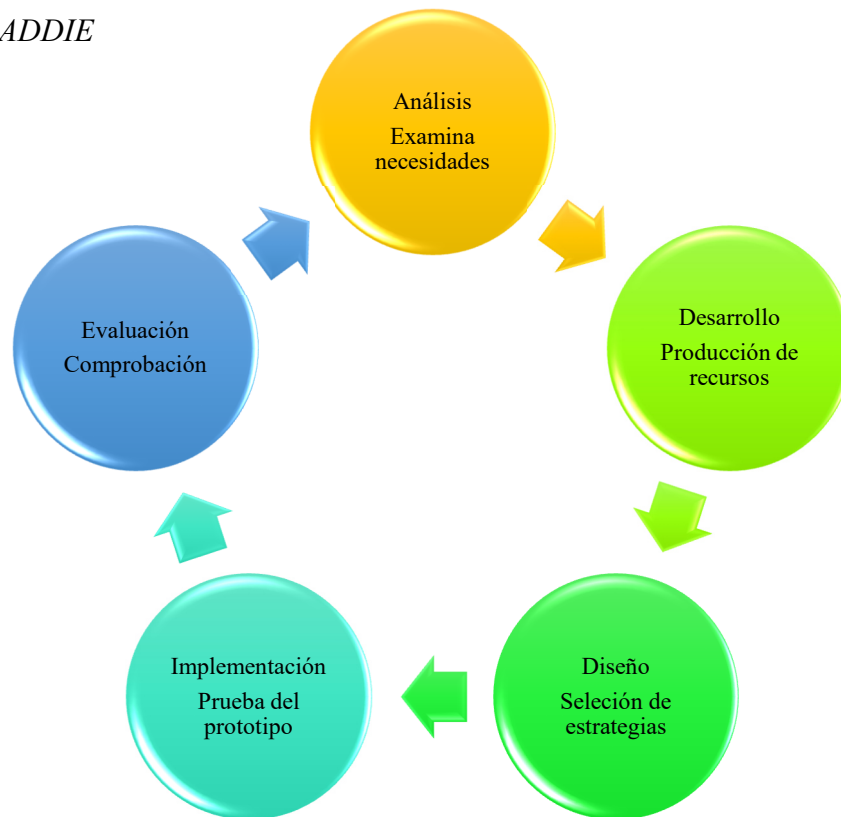 ADDIE
Análisis
Examina
necesidades
Desarrollo
Producción de
recursos
Diseño
Seleción de
estrategias
Implementación
Prueba del
prototipo
Evaluación
Comprobación